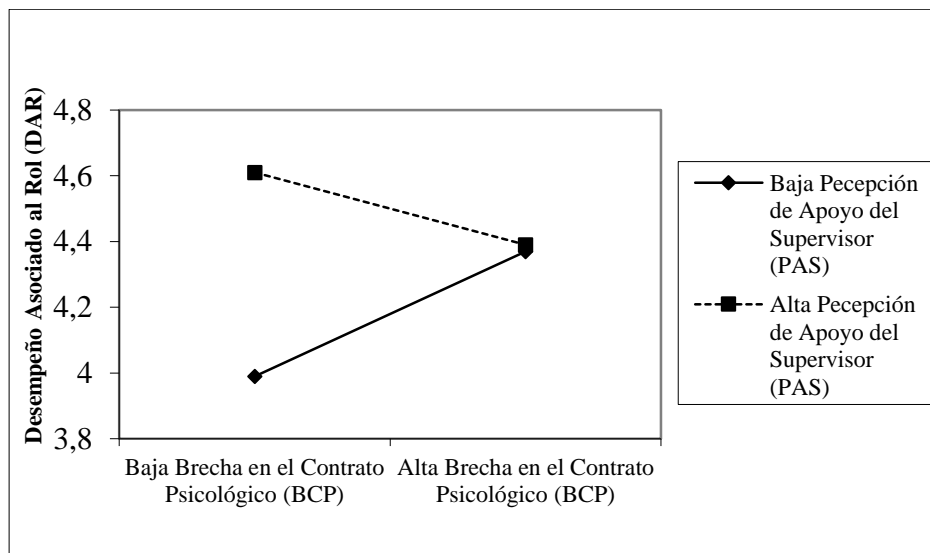 Desempeño Asociado al Rol (DAR)
4,8
4,6
4,4
4,2
4
3,8
Baja Brecha en el Contrato
Psicológico (BCP)
Alta Brecha en el Contrato
Psicológico (BCP)
Baja Pecepción
de Apoyo del
Supervisor
(PAS)
Alta Pecepción
de Apoyo del
Supervisor
(PAS)